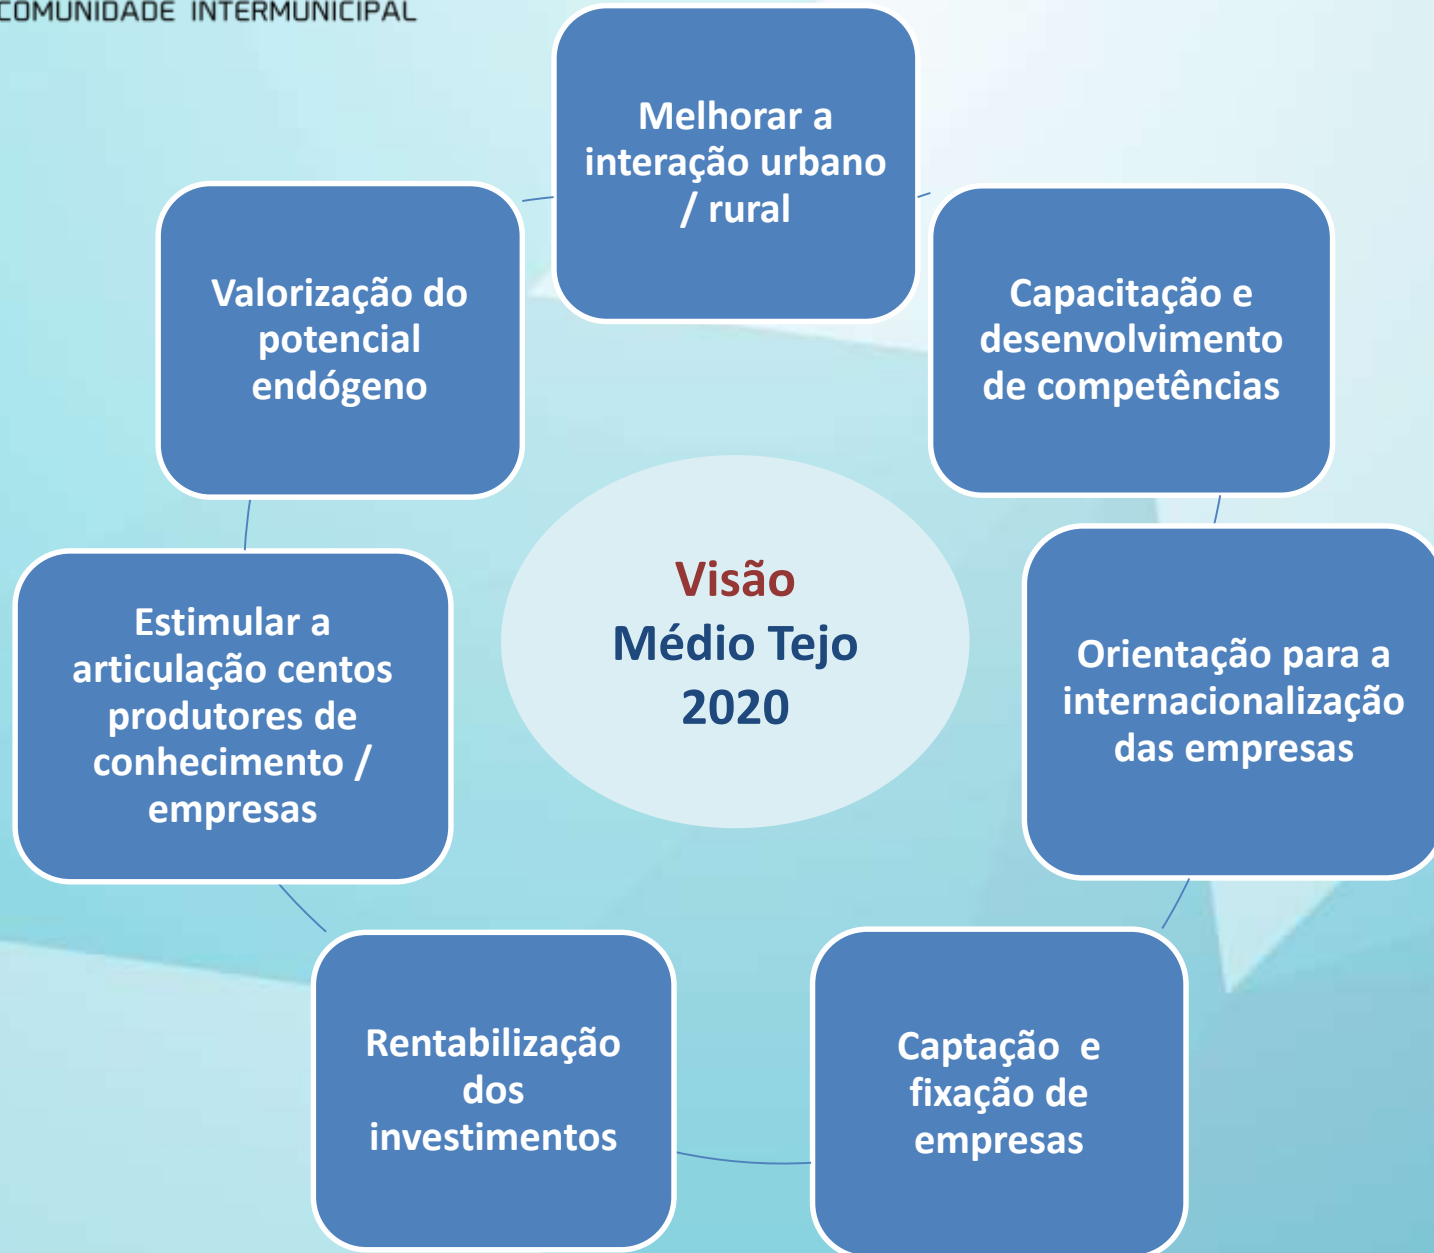 COMUNIDADE INTERMUNICIPAL
Melhorar a
interação urbano
/ rural
Capacitação e
desenvolvimento
de competências
Orientação para a
internacionalização
das empresas
Captação e
fixação de
empresas
Rentabilização
dos
investimentos
Estimular a
articulação centos
produtores de
conhecimento /
empresas
Valorização do
potencial
endógeno
Visão
Médio Tejo
2020